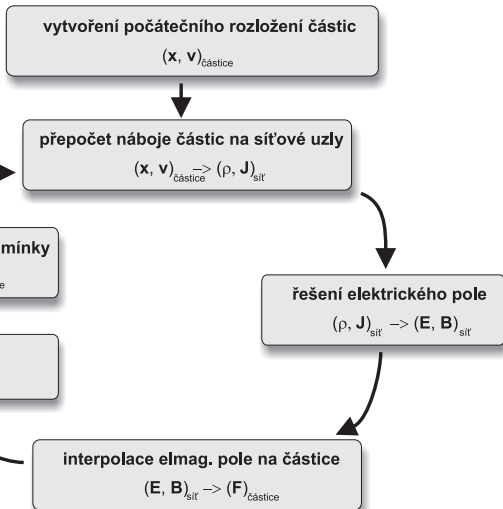 vytvoření počátečního rozložení částic
(x, v)částice
přepočet náboje částic na síťové uzly
(x, v)částice -> (ρ, J)síť
mínky
e
řešení elektrického pole
(ρ, J)síť -> (E, B)síť
interpolace elmag. pole na částice
(E, B)síť -> (F)částice